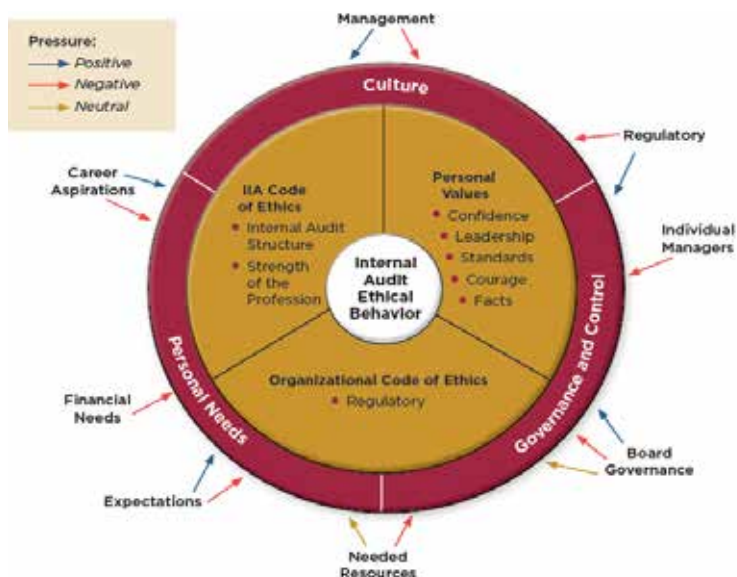 Management
Pressure:
Positive
Negative
Neutral
Culture
Regulatory
Career
Aspirations
IIA Code
of Ethics
• Internal Audit
Structure
• Strength
of the
Profession
Personal
Values
• Confidence
• Leadership
• Standards
• Courage
• Facts
Individual
Managers
Internal
Audit
Ethical
Behavior
Personal Needs
Governance and Control
Organizational Code of Ethics
• Regulatory
Financial
Needs
Board
Governance
Expectations
Needed
Resources